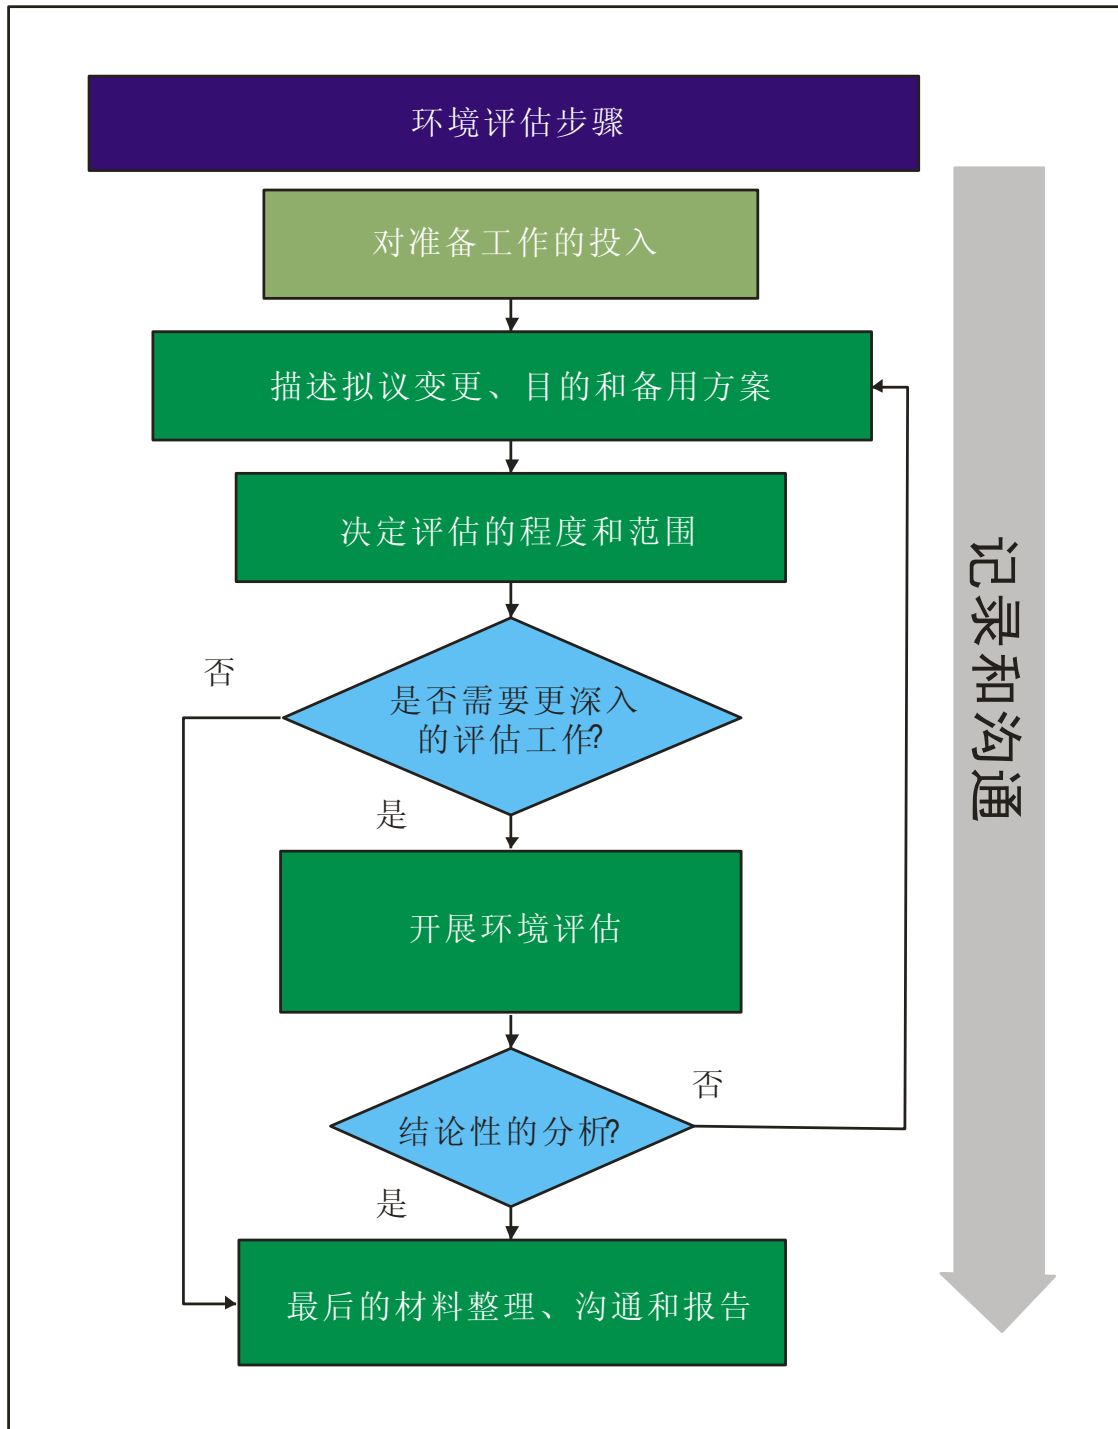 环境评估步骤
对准备工作的投入
描述拟议变更、目的和备用方案
决定评估的程度和范围
否
是否需要更深入
的评估工作?
是
开展环境评估
否
结论性的分析?
是
最后的材料整理、沟通和报告
记录和沟通